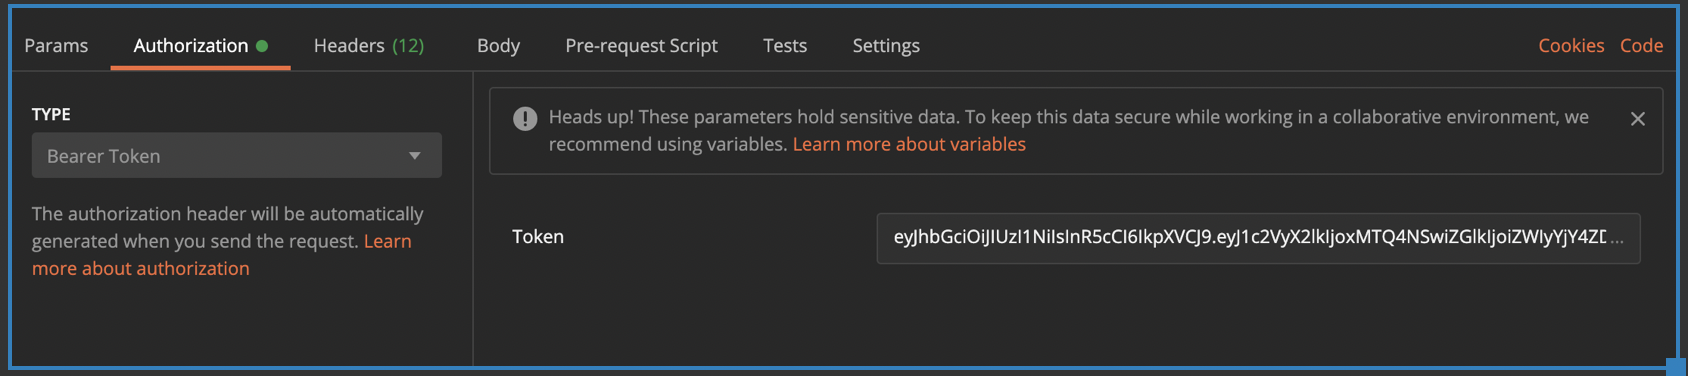 Params Authorization Headers (12) Body Pre-request Script Tests Settings Cookies Code
TYPE
Bearer Token
The authorization header will be automatically
generated when you send the request. Learn
more about authorization
Heads up! These parameters hold sensitive data. To keep this data secure while working in a collaborative environment, we
recommend using variables. Learn more about variables
Token
eyJhbGciOiJIUzI1NiIsInR5cCI6IkpXVCJ9.eyJ1c2VyX2lkIjoxMTQ4NSwiZGlkIjoiZWIyYjY4ZD ...